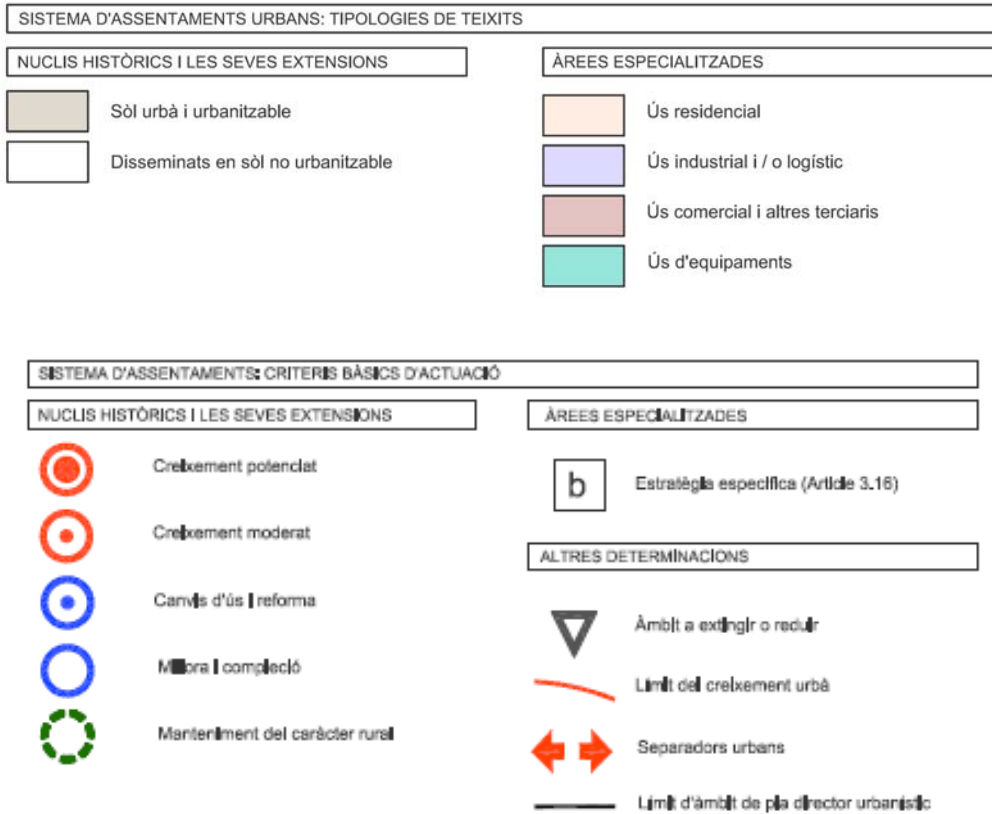 SISTEMA D'ASSENTAMENTS URBANS: TIPOLOGIES DE TEIXITS
NUCLIS HISTÒRICS I LES SEVES EXTENSIONS
Sòl urbà i urbanitzable
Disseminats en sòl no urbanitzable
ÀREES ESPECIALITZADES
Ús residencial
Ús industrial i / o logístic
Ús comercial i altres terciaris
Ús d'equipaments
SISTEMA D'ASSENTAMENTS: CRITERIS BÀSICS D'ACTUACIÓ
NUCLIS HISTÒRICS I LES SEVES EXTENSIONS
Creixement potenciat
Creixement moderat
Canvis d'ús i reforma
Millora i compleció
Manteniment del caràcter rural
ÀREES ESPECIALITZADES
b
Estratègia específica (Article 3.16)
ALTRES DETERMINACIONS
Àmbit a extingir o reduir
Límit del creixement urbà
Separadors urbans
Límit d'àmbit de pla director urbanístic